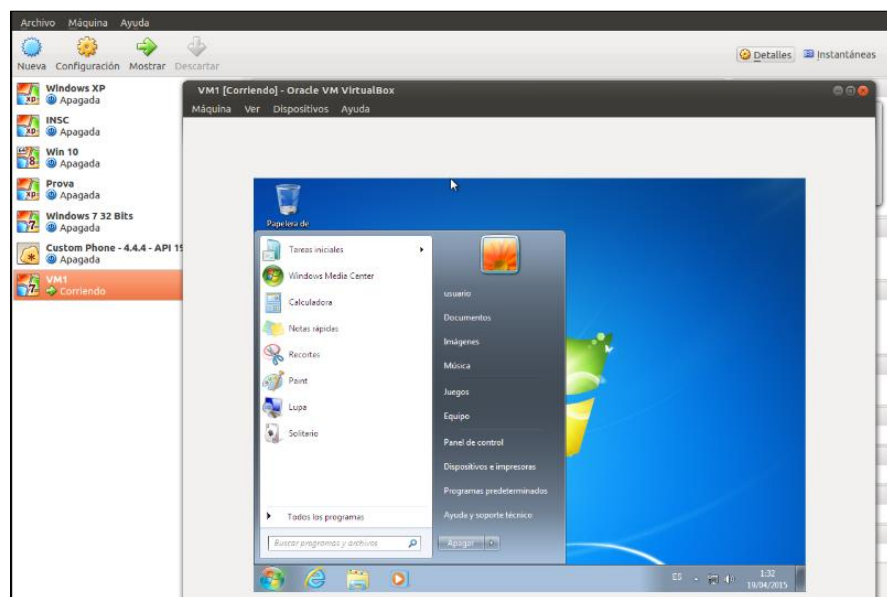 Archivo Máquina Ayuda
Nueva Configuración Mostrar Descartar
Detalles Instantáneas
Windows XP
Apagada
INSC
Apagada
Win 10
Apagada
Prova
Apagada
Windows 7 32 Bits
Apagada
Custom Phone - 4.4.4 - API 19
Apagada
VM1
Corriendo
VM1 [Corriendo] - Oracle VM VirtualBox
Máquina Ver Dispositivos Ayuda
Papelera de
Tareas iniciales
Windows Media Center
Calculadora
Notas rápidas
Recortes
Paint
Lupa
Solitario
Todos los programas
Buscar programas y archivos
usuario
Documentos
Imágenes
Música
Juegos
Equipo
Panel de control
Dispositivos e impresoras
Programas predeterminados
Ayuda y soporte técnico
Apagar
ES
1:32
19/04/2015